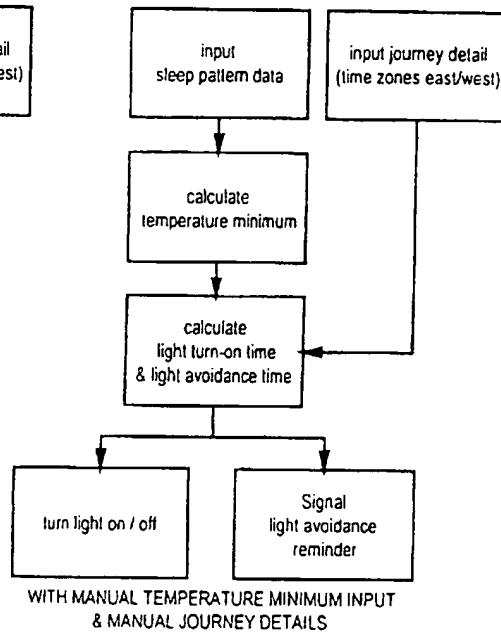 ail
est)
input
sleep pattern data
input journey detail
(time zones east/west)
calculate
temperature minimum
calculate
light turn-on time
& light avoidance time
turn light on / off
Signal
light avoidance
reminder
WITH MANUAL TEMPERATURE MINIMUM INPUT
& MANUAL JOURNEY DETAILS